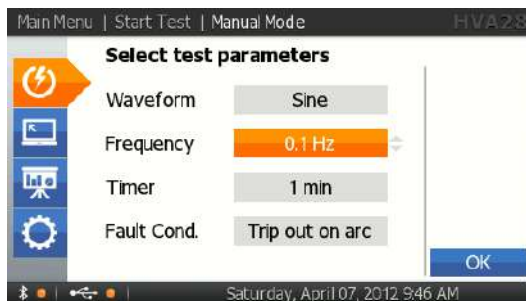 Main Menu | Start Test | Manual Mode HVA28
Select test parameters
Waveform Sine
Frequency 0.1 Hz
Timer 1 min
Fault Cond. Trip out on arc
OK
Saturday, April 07, 2012 9:46 AM